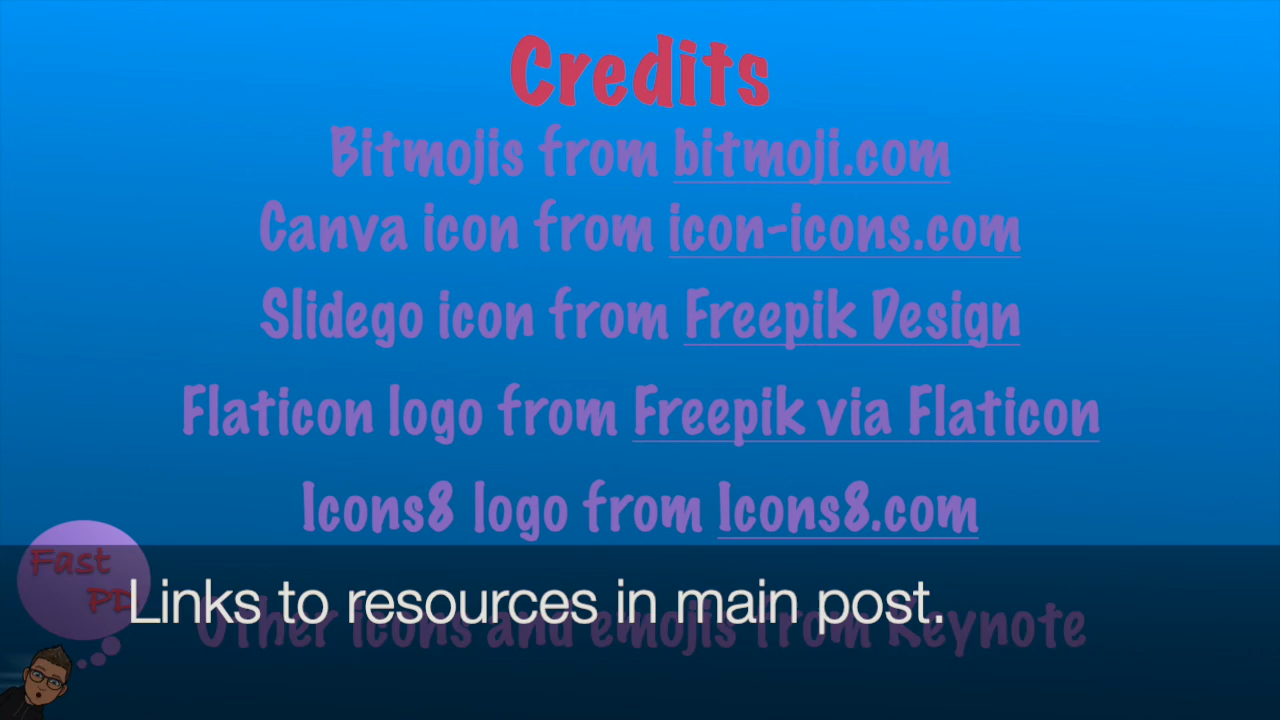 Credits
Bitmojis from bitmoji.com
Canva icon from icon-icons.com
Slidego icon from Freepik Design
Flaticon logo from Freepik via Flaticon
Icons8 logo from Icons8.com
Fast
PD
Links to resources in main post.
Other icons and emojis from Keynote